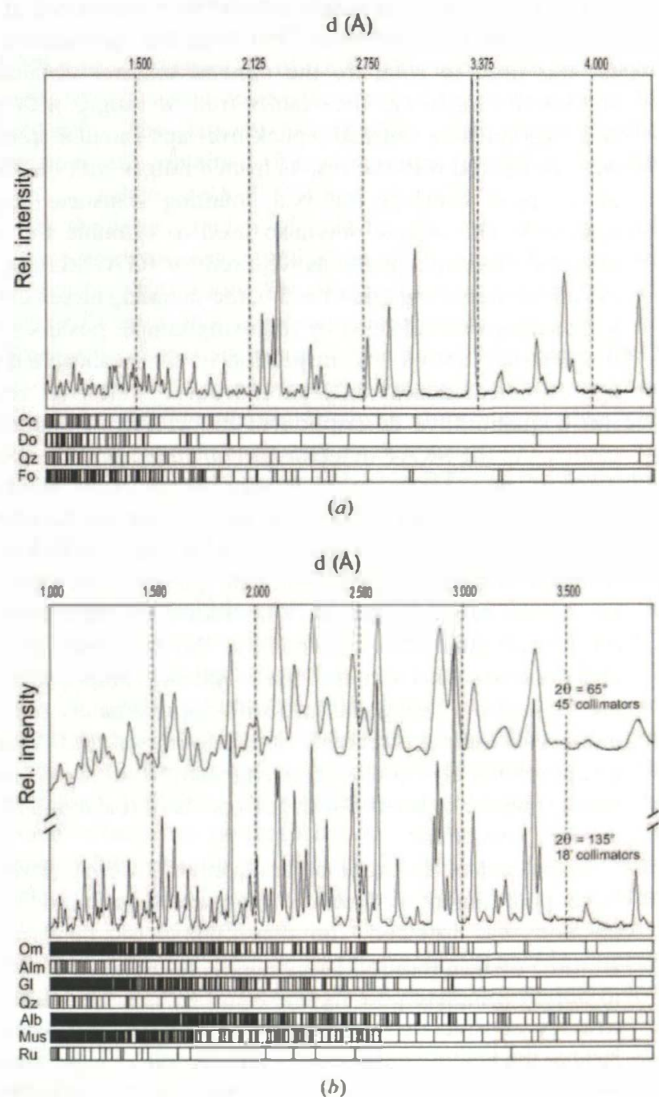 d (Å)
1.500 2.125 2.750 3.375 4.000
Rel. intensity
Co
Do
Qz
Fo
(a)
d (Å)
1.000 1.500 2.000 2.500 3.000 3.500
Rel. intensity
2θ = 65°
45' collimators
2θ = 135°
18' collimators
Om
Alm
Gl
Qz
Alb
Mus
Ru
(b)